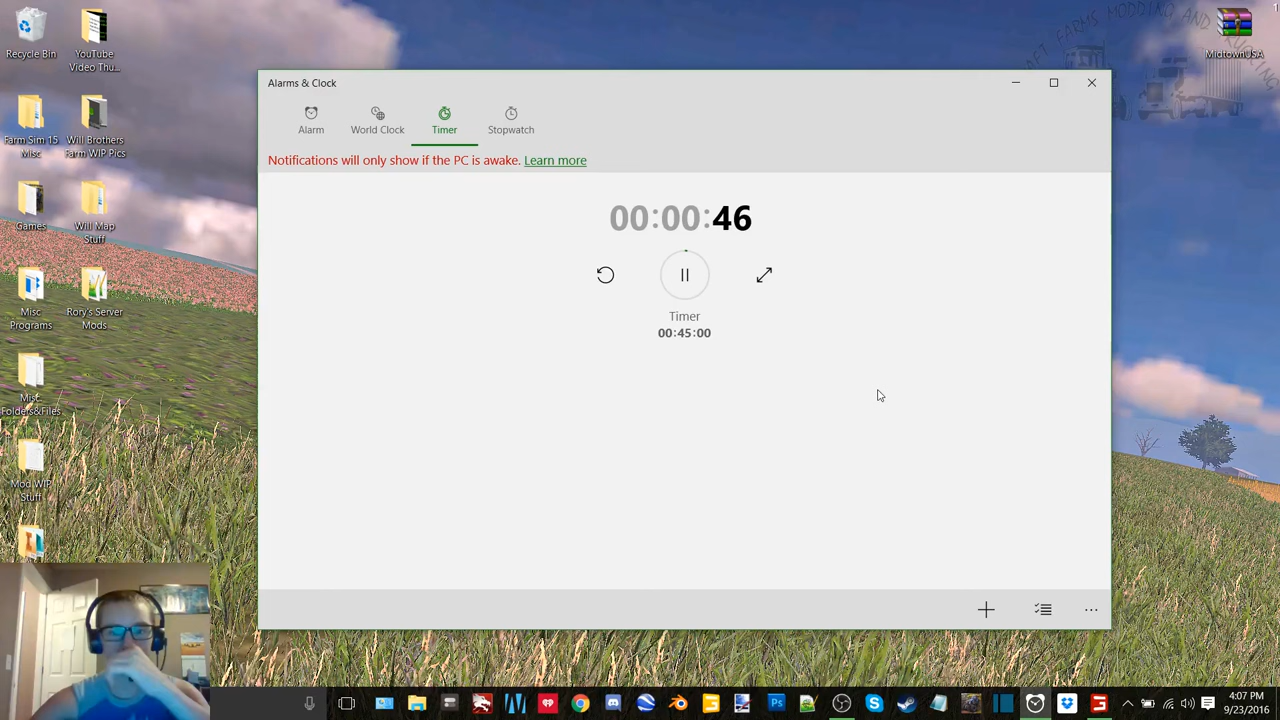 Recycle Bin
YouTube
Video Thu...
Farm Sim 15
Misc
Will Brothers
Farm WIP Pics
Games
Will Map
Stuff
Misc
Programs
Rory's Server
Mods
Misc
Folders&Files
Mod WIP
Stuff
MidtownUSA
Alarms & Clock
Alarm
World Clock
Timer
Stopwatch
Notifications will only show if the PC is awake. Learn more
00:00:46
Timer
00:45:00
4:07 PM
9/23/2016